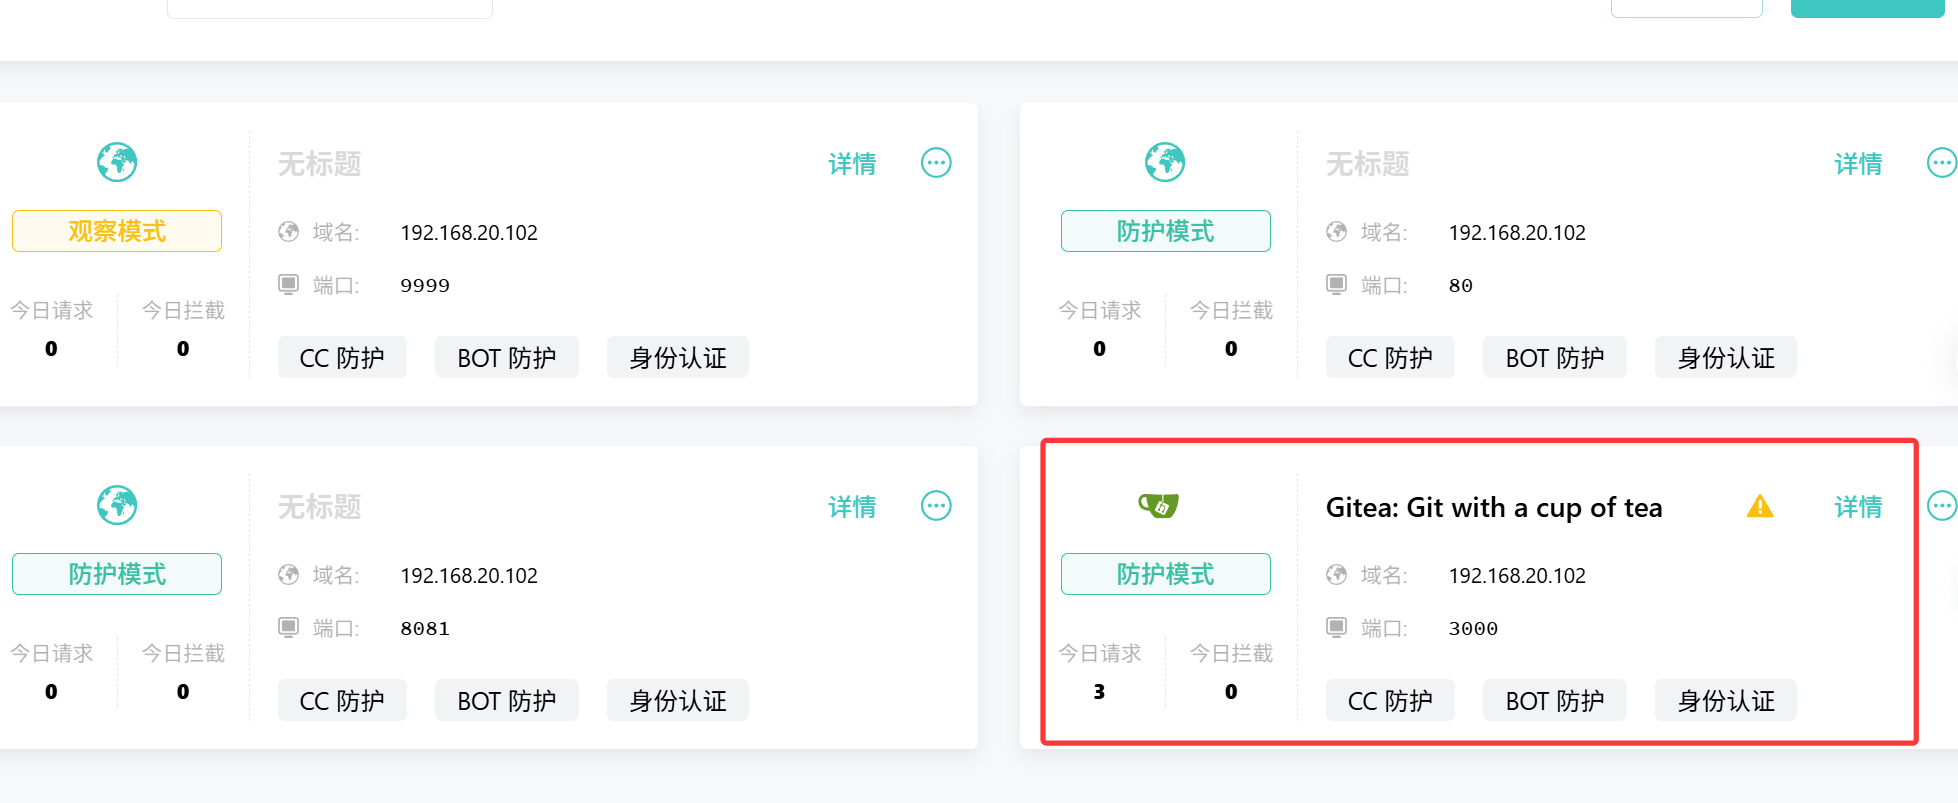 无标题
详情
观察模式
域名: 192.168.20.102
端口: 9999
今日请求 今日拦截
0 0
CC 防护 BOT 防护 身份认证
无标题
详情
防护模式
域名: 192.168.20.102
端口: 80
今日请求 今日拦截
0 0
CC 防护 BOT 防护 身份认证
无标题
详情
防护模式
域名: 192.168.20.102
端口: 8081
今日请求 今日拦截
0 0
CC 防护 BOT 防护 身份认证
Gitea: Git with a cup of tea
详情
防护模式
域名: 192.168.20.102
端口: 3000
今日请求 今日拦截
3 0
CC 防护 BOT 防护 身份认证